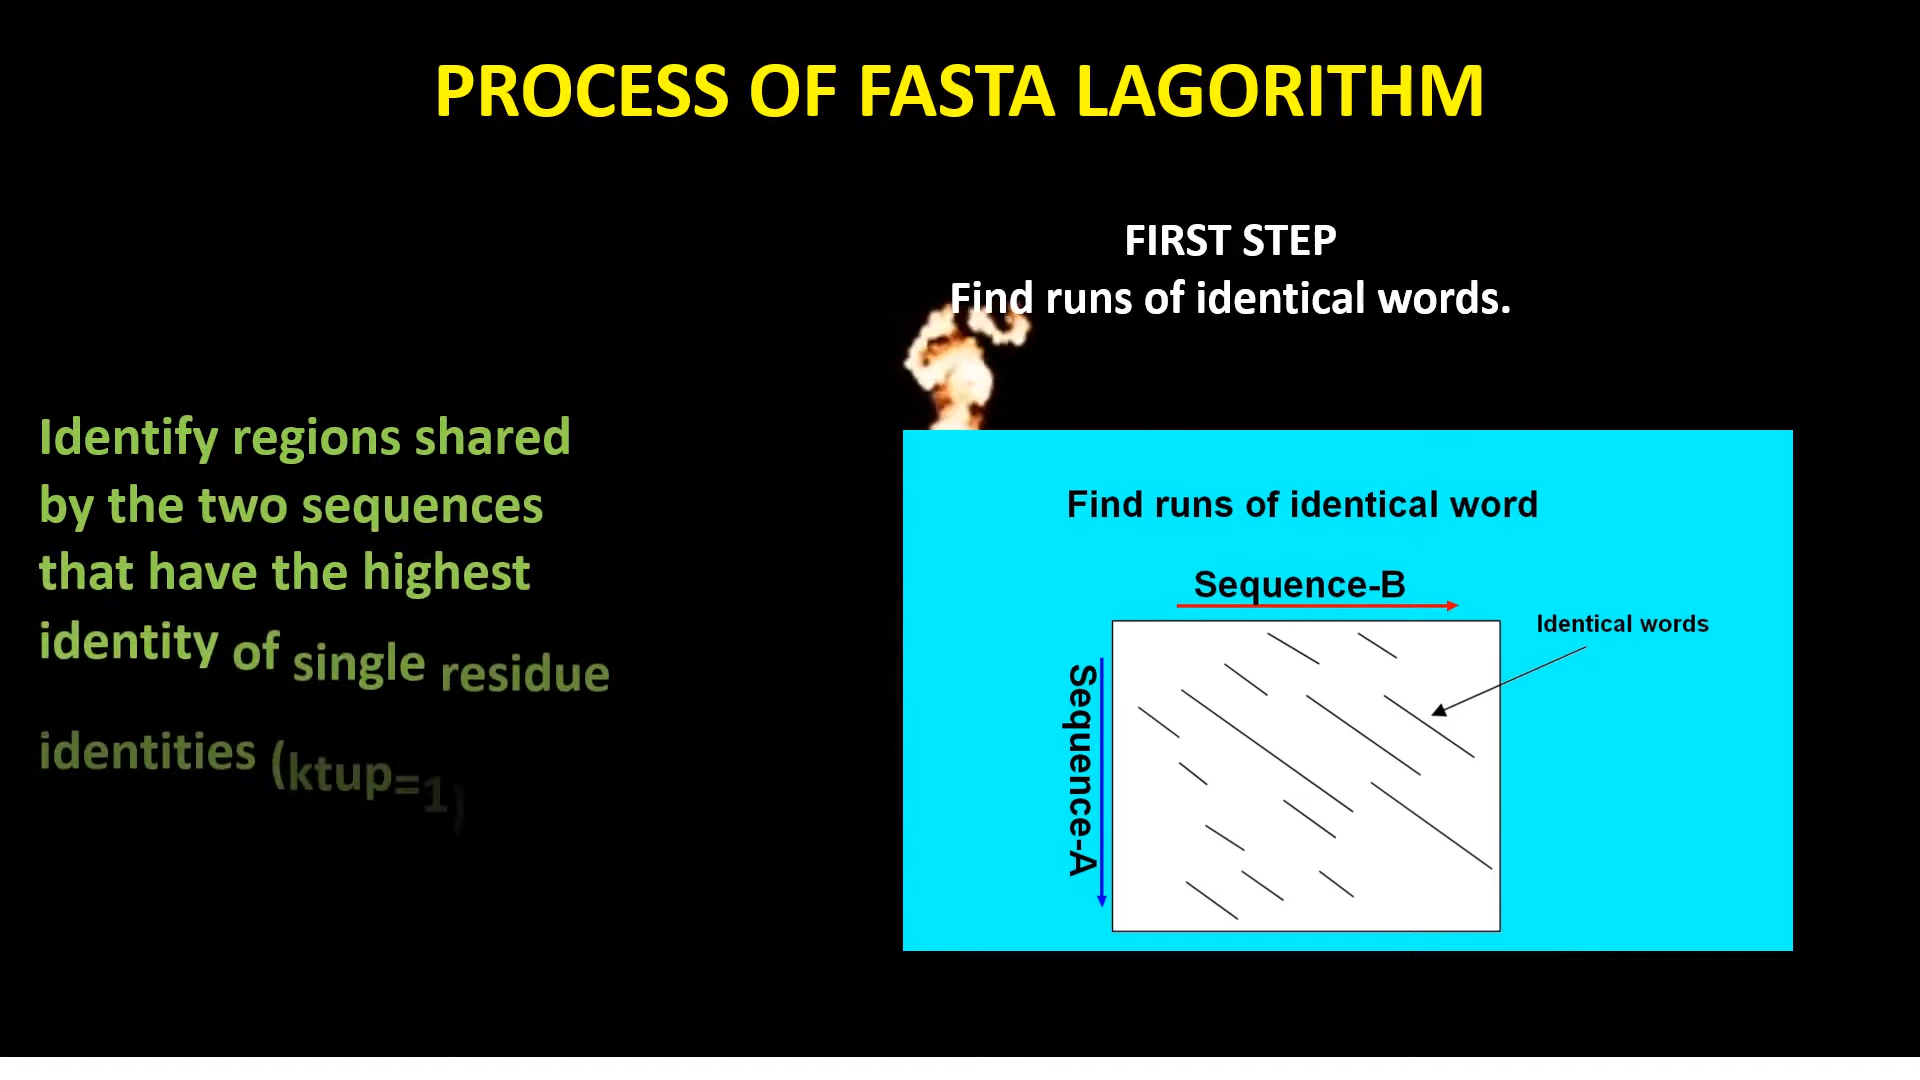 PROCESS OF FASTA LAGORITHM
FIRST STEP
Find runs of identical words.
Identify regions shared
by the two sequences
that have the highest
identity of single residue
identities (ktup=1)
Find runs of identical word
Sequence-B
Identical words
Sequence-A